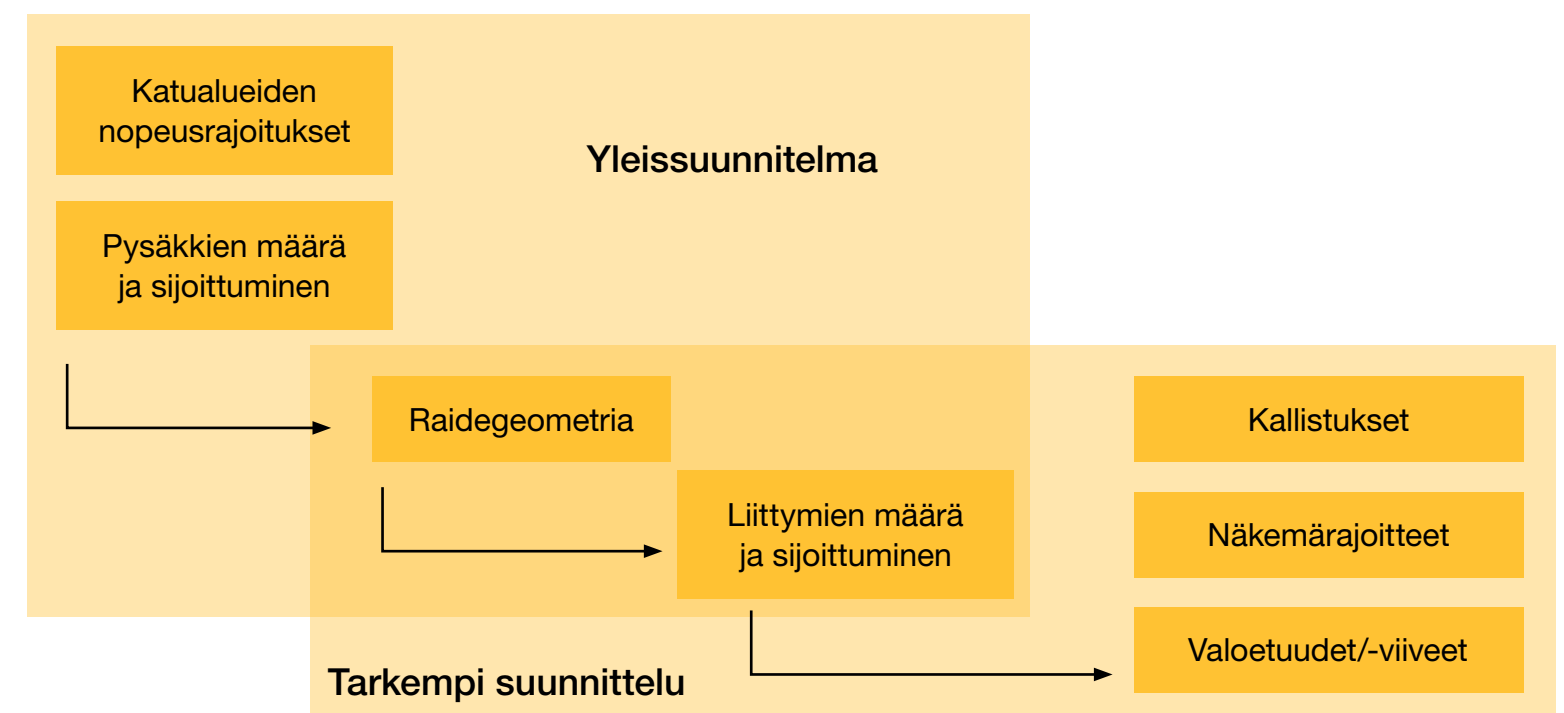 Katualueiden
nopeusrajoitukset
Yleissuunnitelma
Pysäkkien määrä
ja sijoittuminen
Raidegeometria
Liittymien määrä
ja sijoittuminen
Kallistukset
Näkemärajoitteet
Valoetuudet/-viiveet
Tarkempi suunnittelu